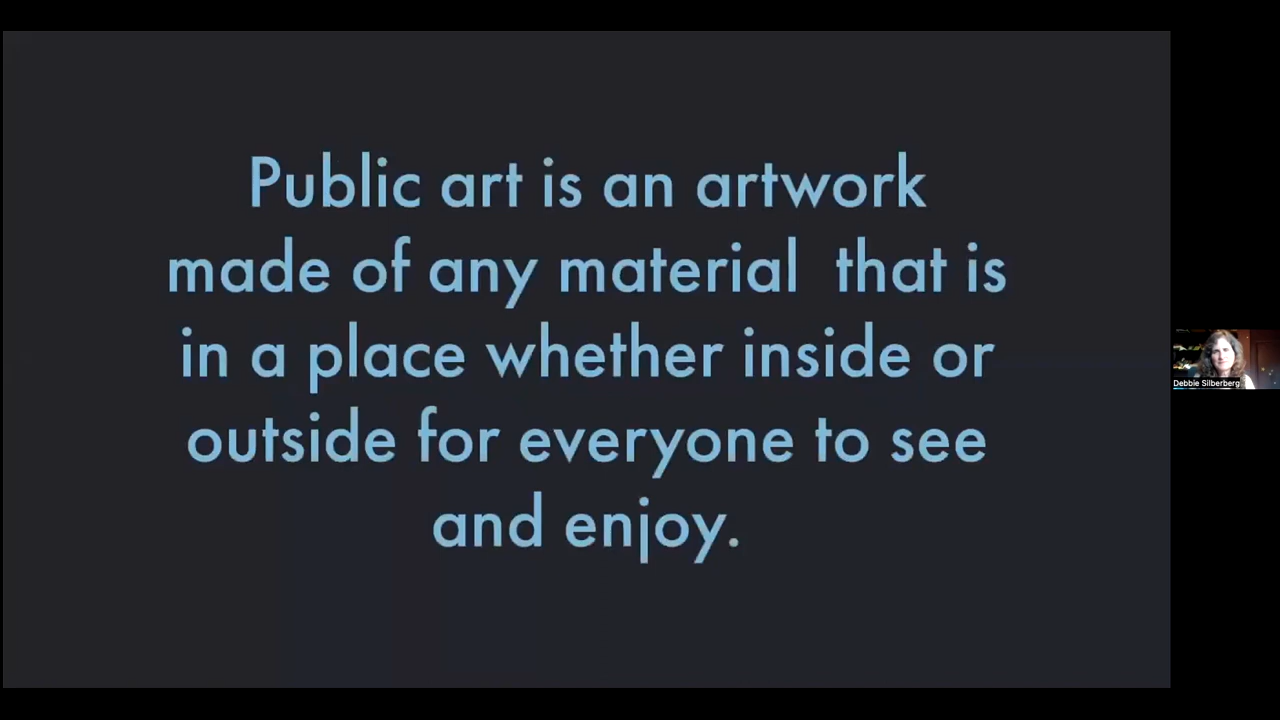 Public art is an artwork
made of any material  that is
in a place whether inside or
outside for everyone to see
and enjoy.
Debbie Silberberg